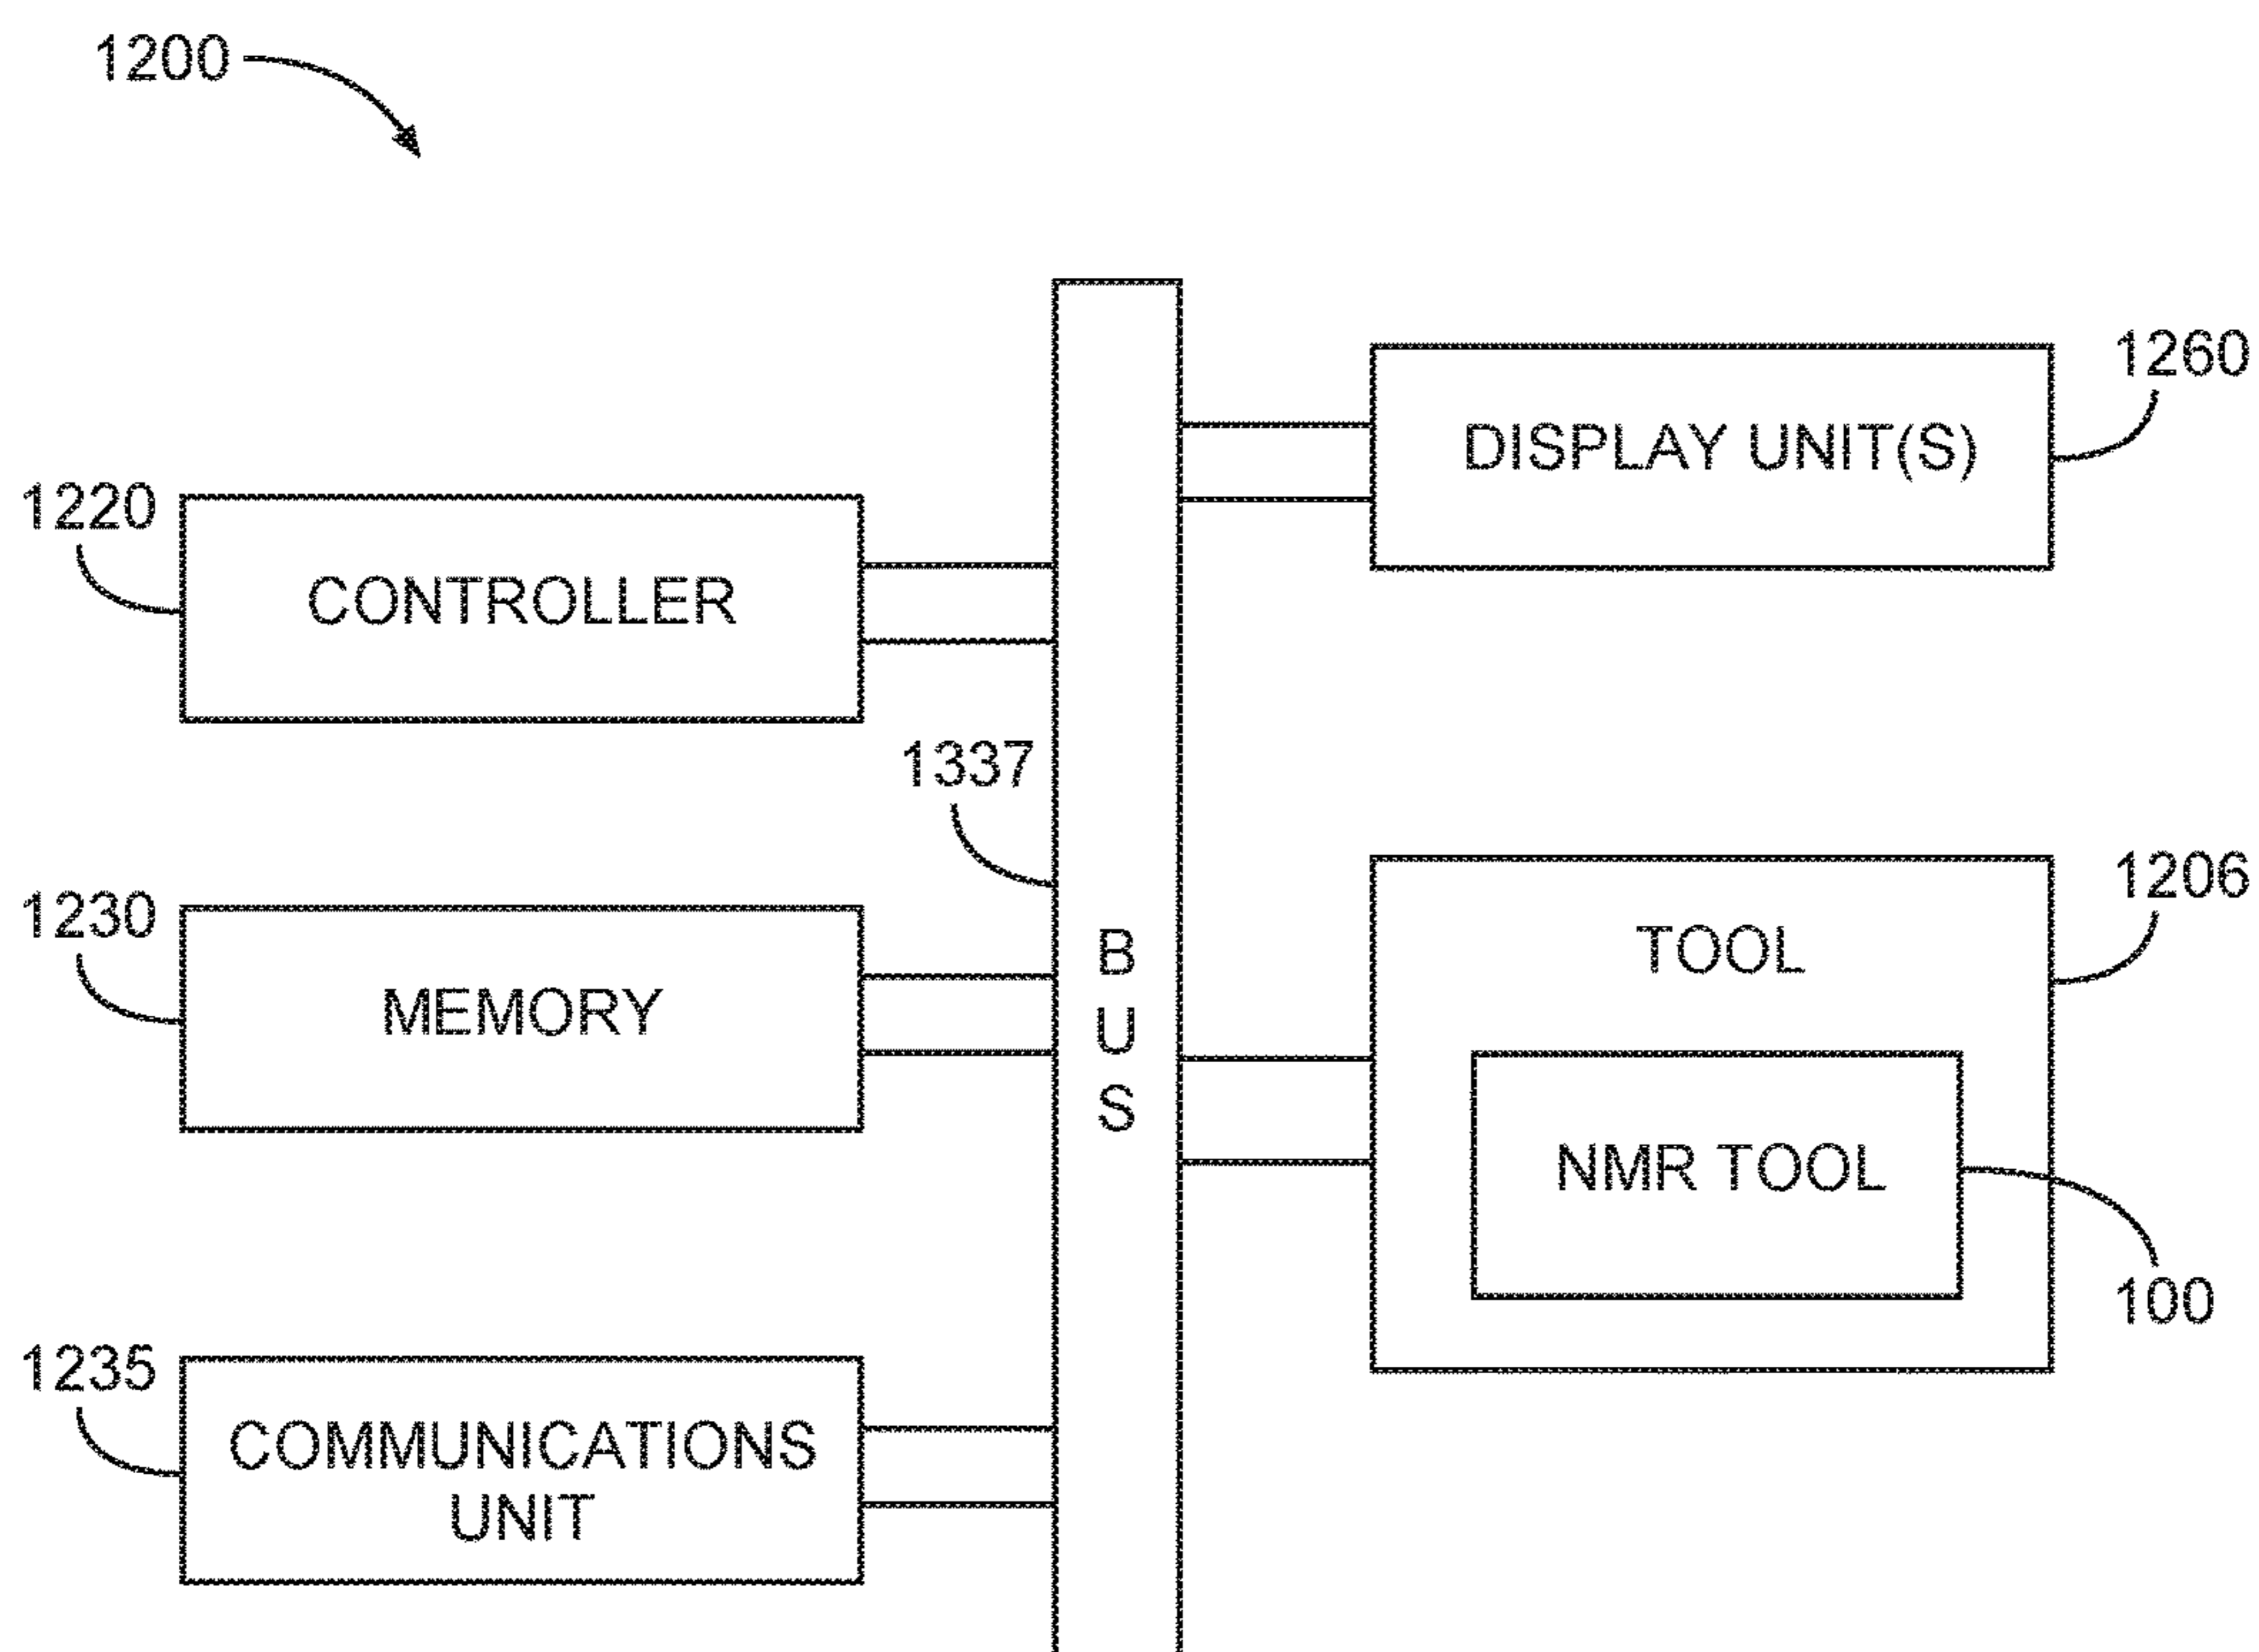 1200
1260
DISPLAY UNIT(S)
1220
CONTROLLER
1337
1206
TOOL
1230
MEMORY
B
U
S
NMR TOOL
100
1235
COMMUNICATIONS
UNIT